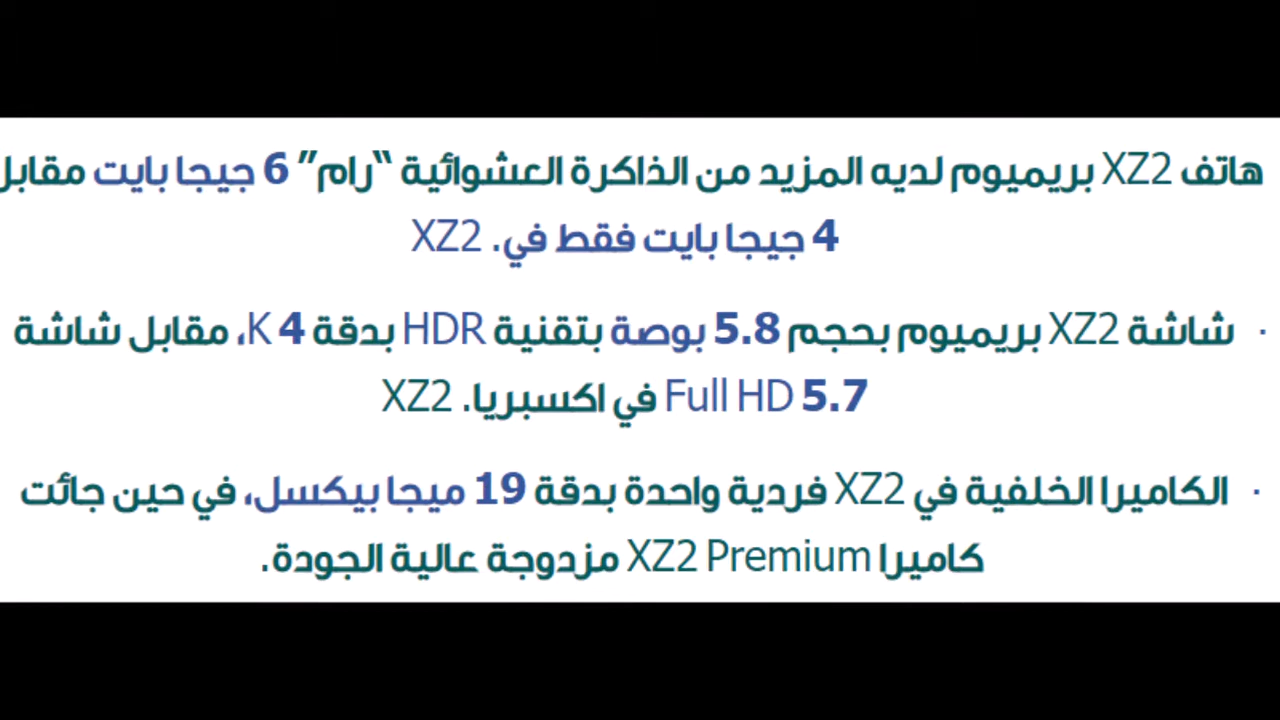 هاتف XZ2 بريميوم لديه المزيد من الذاكرة العشوائية “رام” 6 جيجا بايت مقابل
4 جيجا بايت فقط في. XZ2
· شاشة XZ2 بريميوم بحجم 5.8 بوصة بتقنية HDR بدقة 4 K، مقابل شاشة
5.7 Full HD في اكسبريا. XZ2
· الكاميرا الخلفية في XZ2 فردية واحدة بدقة 19 ميجا بيكسل، في حين جائت
كاميرا XZ2 Premium مزدوجة عالية الجودة.